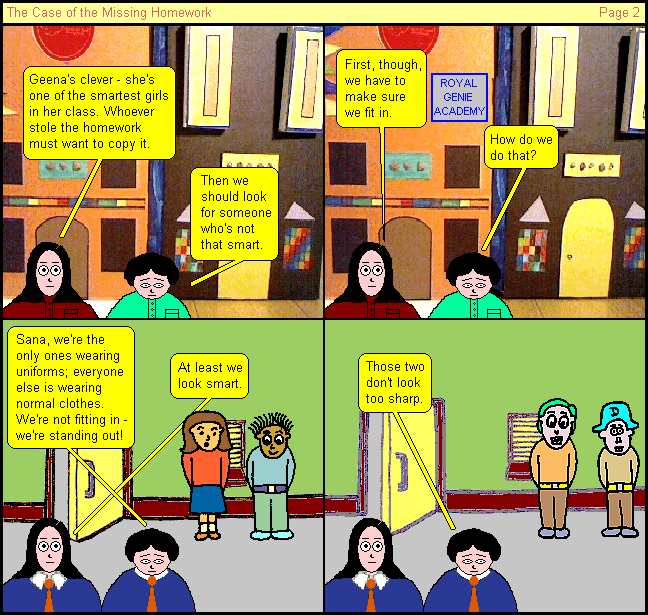 The Case of the Missing Homework
Page 2
Geena's clever - she's
one of the smartest girls
in her class. Whoever
stole the homework
must want to copy it.
Then we
should look
for someone
who's not
that smart.
First, though,
we have to
make sure
we fit in.
ROYAL
GENIE
ACADEMY
How do we
do that?
Sana, we're the
only ones wearing
uniforms; everyone
else is wearing
normal clothes.
We're not fitting in -
we're standing out!
At least we
look smart.
Those two
don't look
too sharp.
D